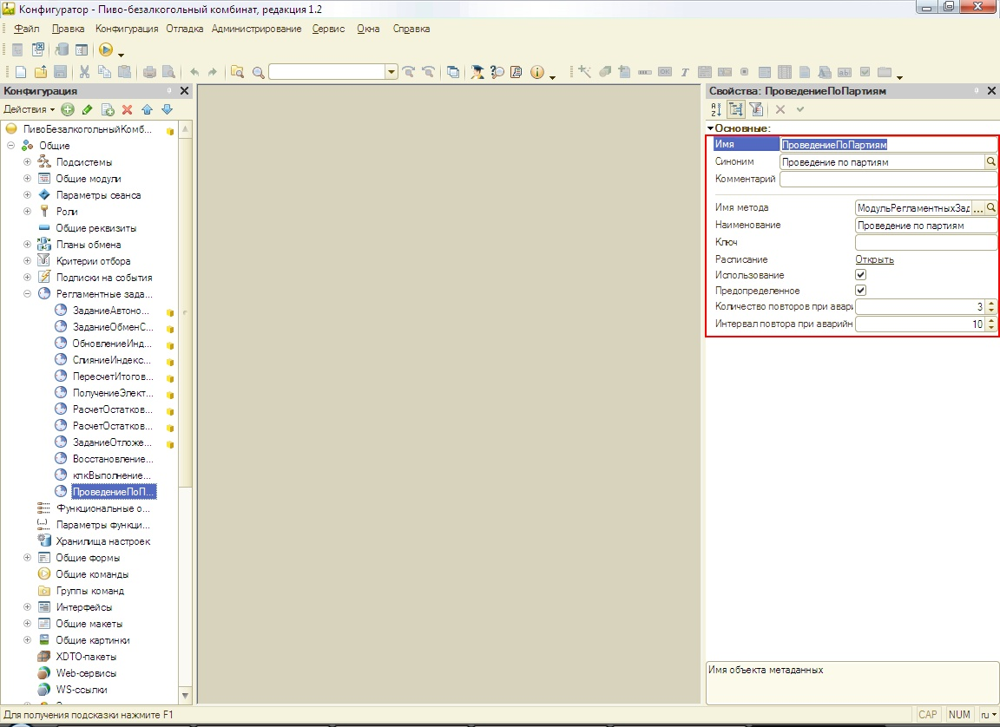 Конфигуратор - Пиво-безалкогольный комбинат, редакция 1.2
Файл Правка Конфигурация Отладка Администрирование Сервис Окна Справка
Конфигурация
Действия
ПивоБезалкогольныйКомб...
Общие
Подсистемы
Общие модули
Параметры сеанса
Роли
Общие реквизиты
Планы обмена
Критерии отбора
Подписки на события
Регламентные зада...
ЗаданиеАвтоно...
ЗаданиеОбменС...
ОбновлениеИнд...
СлияниеИндекс...
ПересчетИтогов...
ПолучениеЭлект...
РасчетОстатков...
РасчетОстатков...
ЗаданиеОтложе...
Восстановление...
кпкВыполнение...
ПроведениеПоП...
Функциональные о...
Параметры функци...
Хранилища настроек
Общие формы
Общие команды
Группы команд
Интерфейсы
Общие макеты
Общие картинки
XDTO-пакеты
Web-сервисы
WS-ссылки
Свойства: ПроведениеПоПартиям
Основные:
Имя ПроведениеПоПартиям
Синоним Проведение по партиям
Комментарий
Имя метода МодульРегламентныхЗад ...
Наименование Проведение по партиям
Ключ
Расписание Открыть
Использование
Предопределенное
Количество повторов при авари 3
Интервал повтора при аварийн 10
Имя объекта метаданных
Для получения подсказки нажмите F1
CAP NUM ru